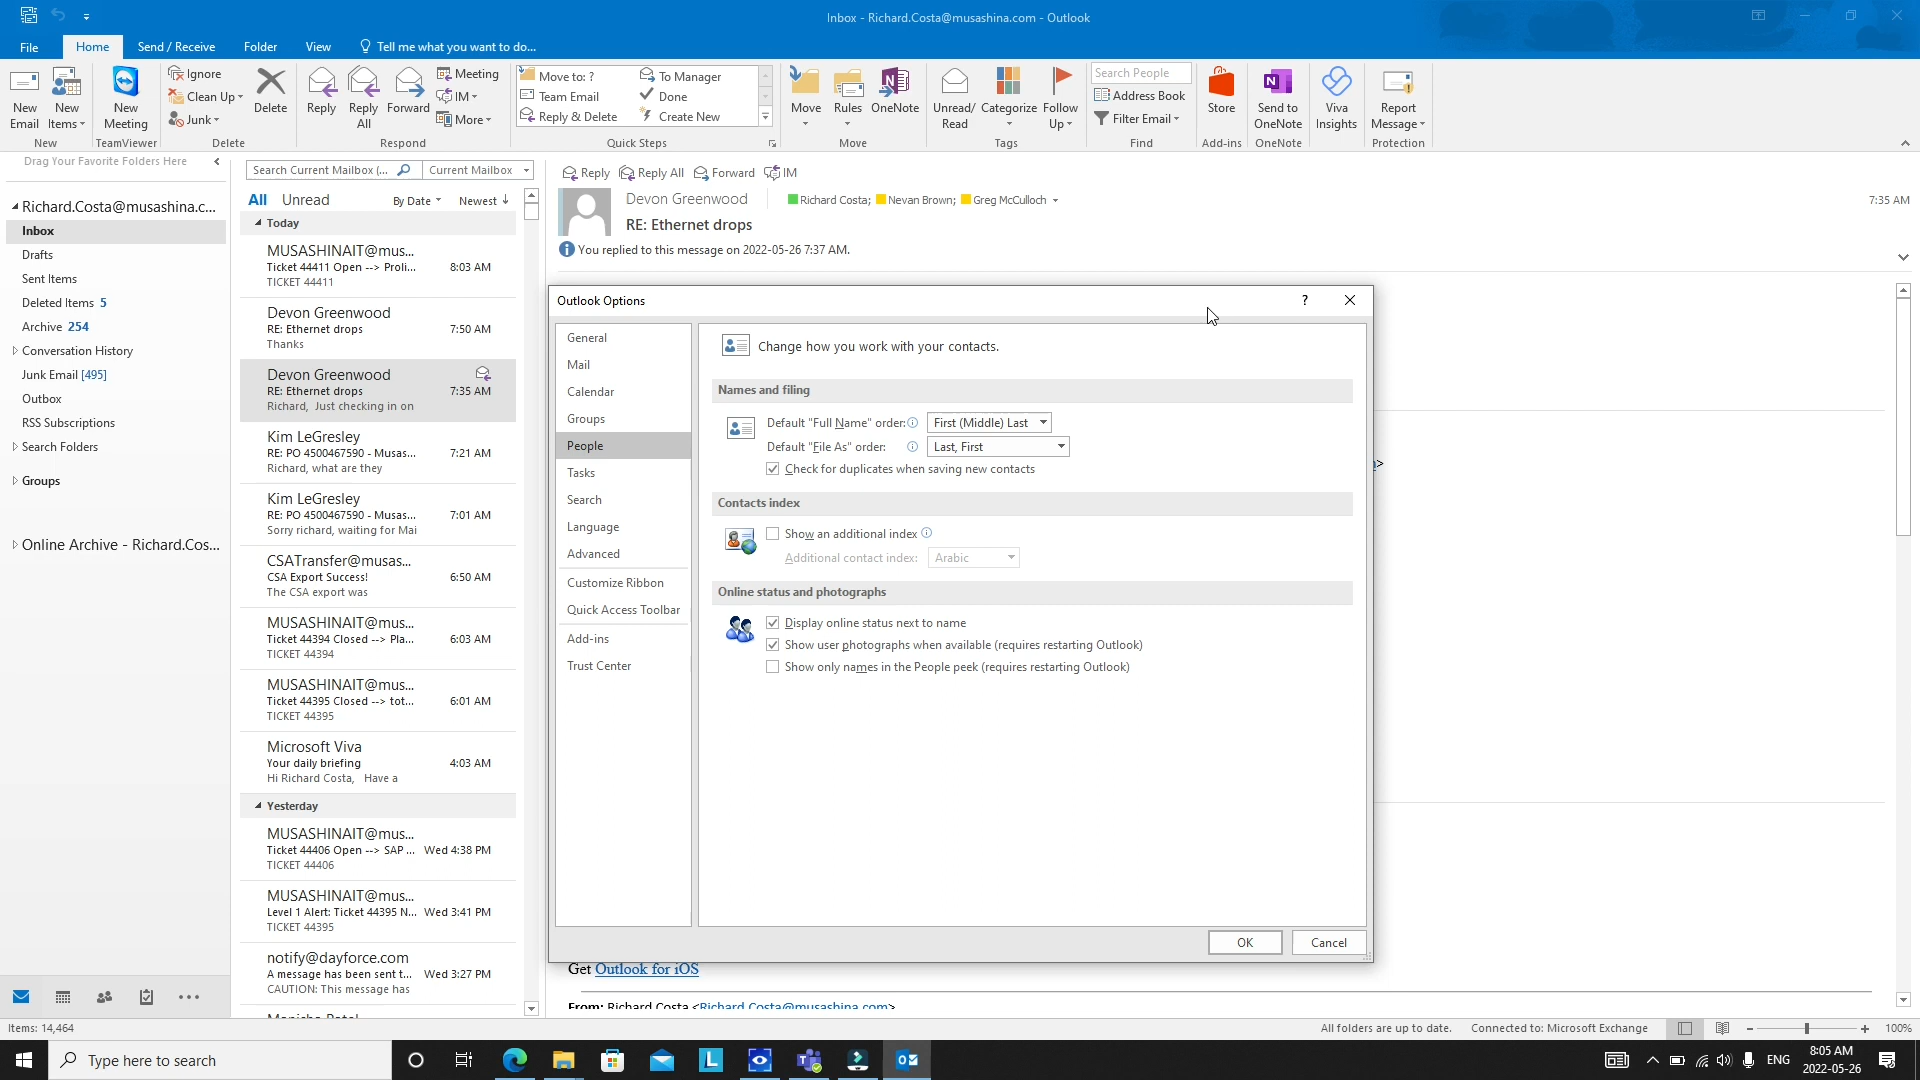 Inbox - Richard.Costa@musashina.com - Outlook
File
Home
Send / Receive
Folder
View
Tell me what you want to do...
New Email
New Items
New
New Meeting
TeamViewer
Ignore
Clean Up
Junk
Delete
Delete
Reply
Reply All
Forward
Meeting
IM
More
Respond
Move to: ?
To Manager
Team Email
Done
Reply & Delete
Create New
Quick Steps
Move
Rules
OneNote
Move
Unread/ Read
Categorize
Follow Up
Tags
Search People
Address Book
Filter Email
Find
Store
Add-ins
Send to OneNote
OneNote
Viva Insights
Report Message
Protection
Drag Your Favorite Folders Here
Richard.Costa@musashina.c...
Inbox
Drafts
Sent Items
Deleted Items 5
Archive 254
Conversation History
Junk Email [495]
Outbox
RSS Subscriptions
Search Folders
Groups
Online Archive - Richard.Cos...
Search Current Mailbox (...
Current Mailbox
All
Unread
By Date
Newest
Today
MUSASHINAIT@mus...
Ticket 44411 Open --> Proli...
8:03 AM
TICKET 44411
Devon Greenwood
RE: Ethernet drops
7:50 AM
Thanks
Devon Greenwood
RE: Ethernet drops
7:35 AM
Richard, Just checking in on
Kim LeGresley
RE: PO 4500467590 - Musas...
7:21 AM
Richard, what are they
Kim LeGresley
RE: PO 4500467590 - Musas...
7:01 AM
Sorry richard, waiting for Mai
CSATransfer@musas...
CSA Export Success!
6:50 AM
The CSA export was
MUSASHINAIT@mus...
Ticket 44394 Closed --> Pla...
6:03 AM
TICKET 44394
MUSASHINAIT@mus...
Ticket 44395 Closed --> tot...
6:01 AM
TICKET 44395
Microsoft Viva
Your daily briefing
4:03 AM
Hi Richard Costa, Have a
Yesterday
MUSASHINAIT@mus...
Ticket 44406 Open --> SAP ...
Wed 4:38 PM
TICKET 44406
MUSASHINAIT@mus...
Level 1 Alert: Ticket 44395 N...
Wed 3:41 PM
TICKET 44395
notify@dayforce.com
A message has been sent t...
Wed 3:27 PM
CAUTION: This message has
Reply
Reply All
Forward
IM
Devon Greenwood
Richard Costa; Nevan Brown; Greg McCulloch
7:35 AM
RE: Ethernet drops
You replied to this message on 2022-05-26 7:37 AM.
Outlook Options
?
General
Mail
Calendar
Groups
People
Tasks
Search
Language
Advanced
Customize Ribbon
Quick Access Toolbar
Add-ins
Trust Center
Change how you work with your contacts.
Names and filing
Default "Full Name" order:
First (Middle) Last
Default "File As" order:
Last, First
Check for duplicates when saving new contacts
Contacts index
Show an additional index
Additional contact index:
Arabic
Online status and photographs
Display online status next to name
Show user photographs when available (requires restarting Outlook)
Show only names in the People peek (requires restarting Outlook)
OK
Cancel
>
Get Outlook for iOS
From: Richard Costa <Richard.Costa@musashina.com>
Items: 14,464
All folders are up to date.
Connected to: Microsoft Exchange
100%
Type here to search
L
ENG
8:05 AM
2022-05-26